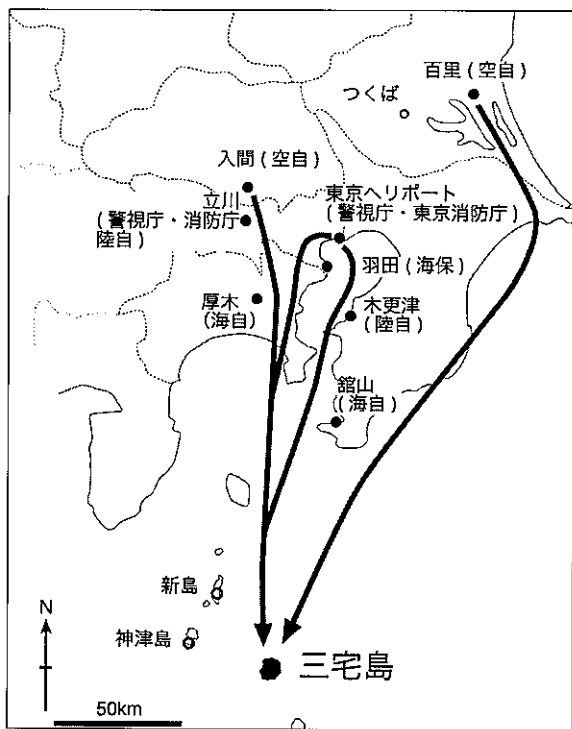 百里(空自)
つくば
入間(空自)
立川
(警視庁・消防庁
陸自)
東京ヘリポート
(警視庁・東京消防庁)
羽田(海保)
厚木
(海自)
木更津
(陸自)
舘山
((海自)
新島
神津島
三宅島
N
50km